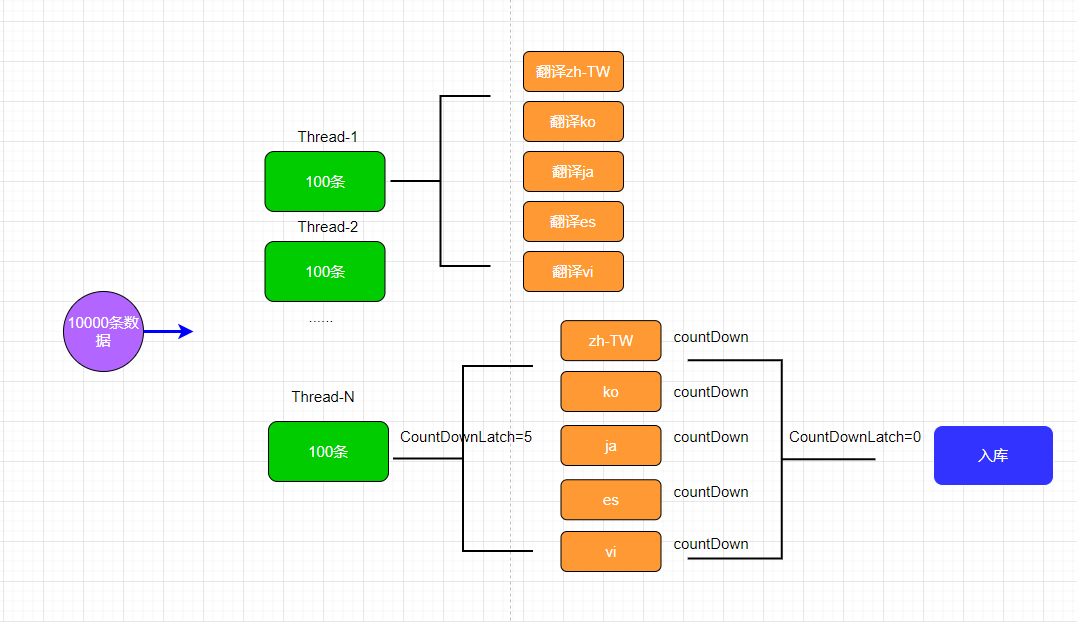 10000条数
据
Thread-1
100条
Thread-2
100条
......
Thread-N
100条
翻译zh-TW
翻译ko
翻译ja
翻译es
翻译vi
CountDownLatch=5
zh-TW
countDown
ko
countDown
ja
countDown
es
countDown
vi
countDown
CountDownLatch=0
入库